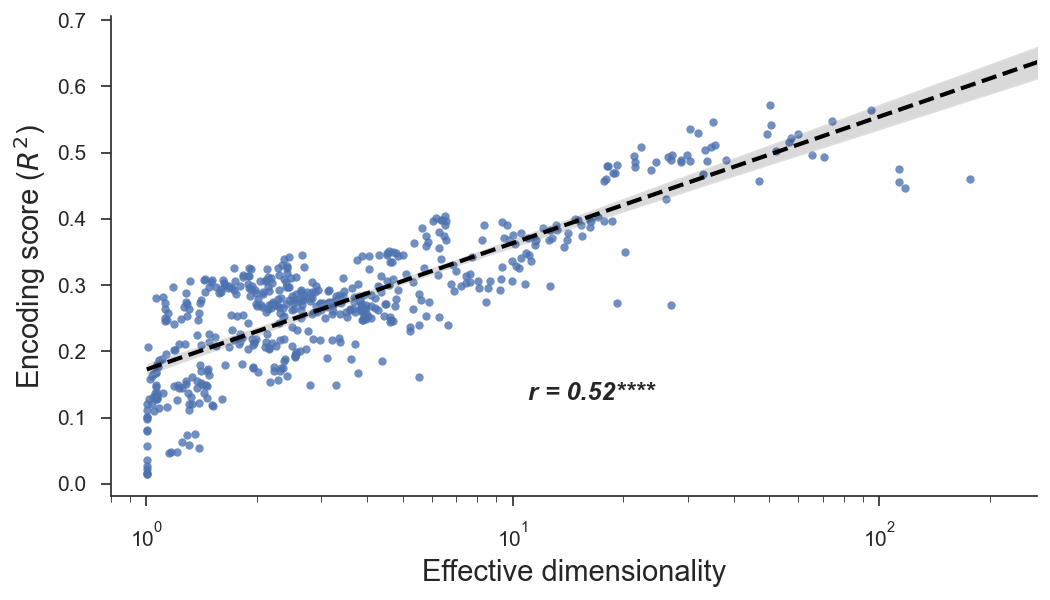 0.7
0.6
0.5
0.4
0.3
0.2
0.1
0.0
Encoding score (R²)
r = 0.52****
10⁰ 10¹ 10²
Effective dimensionality